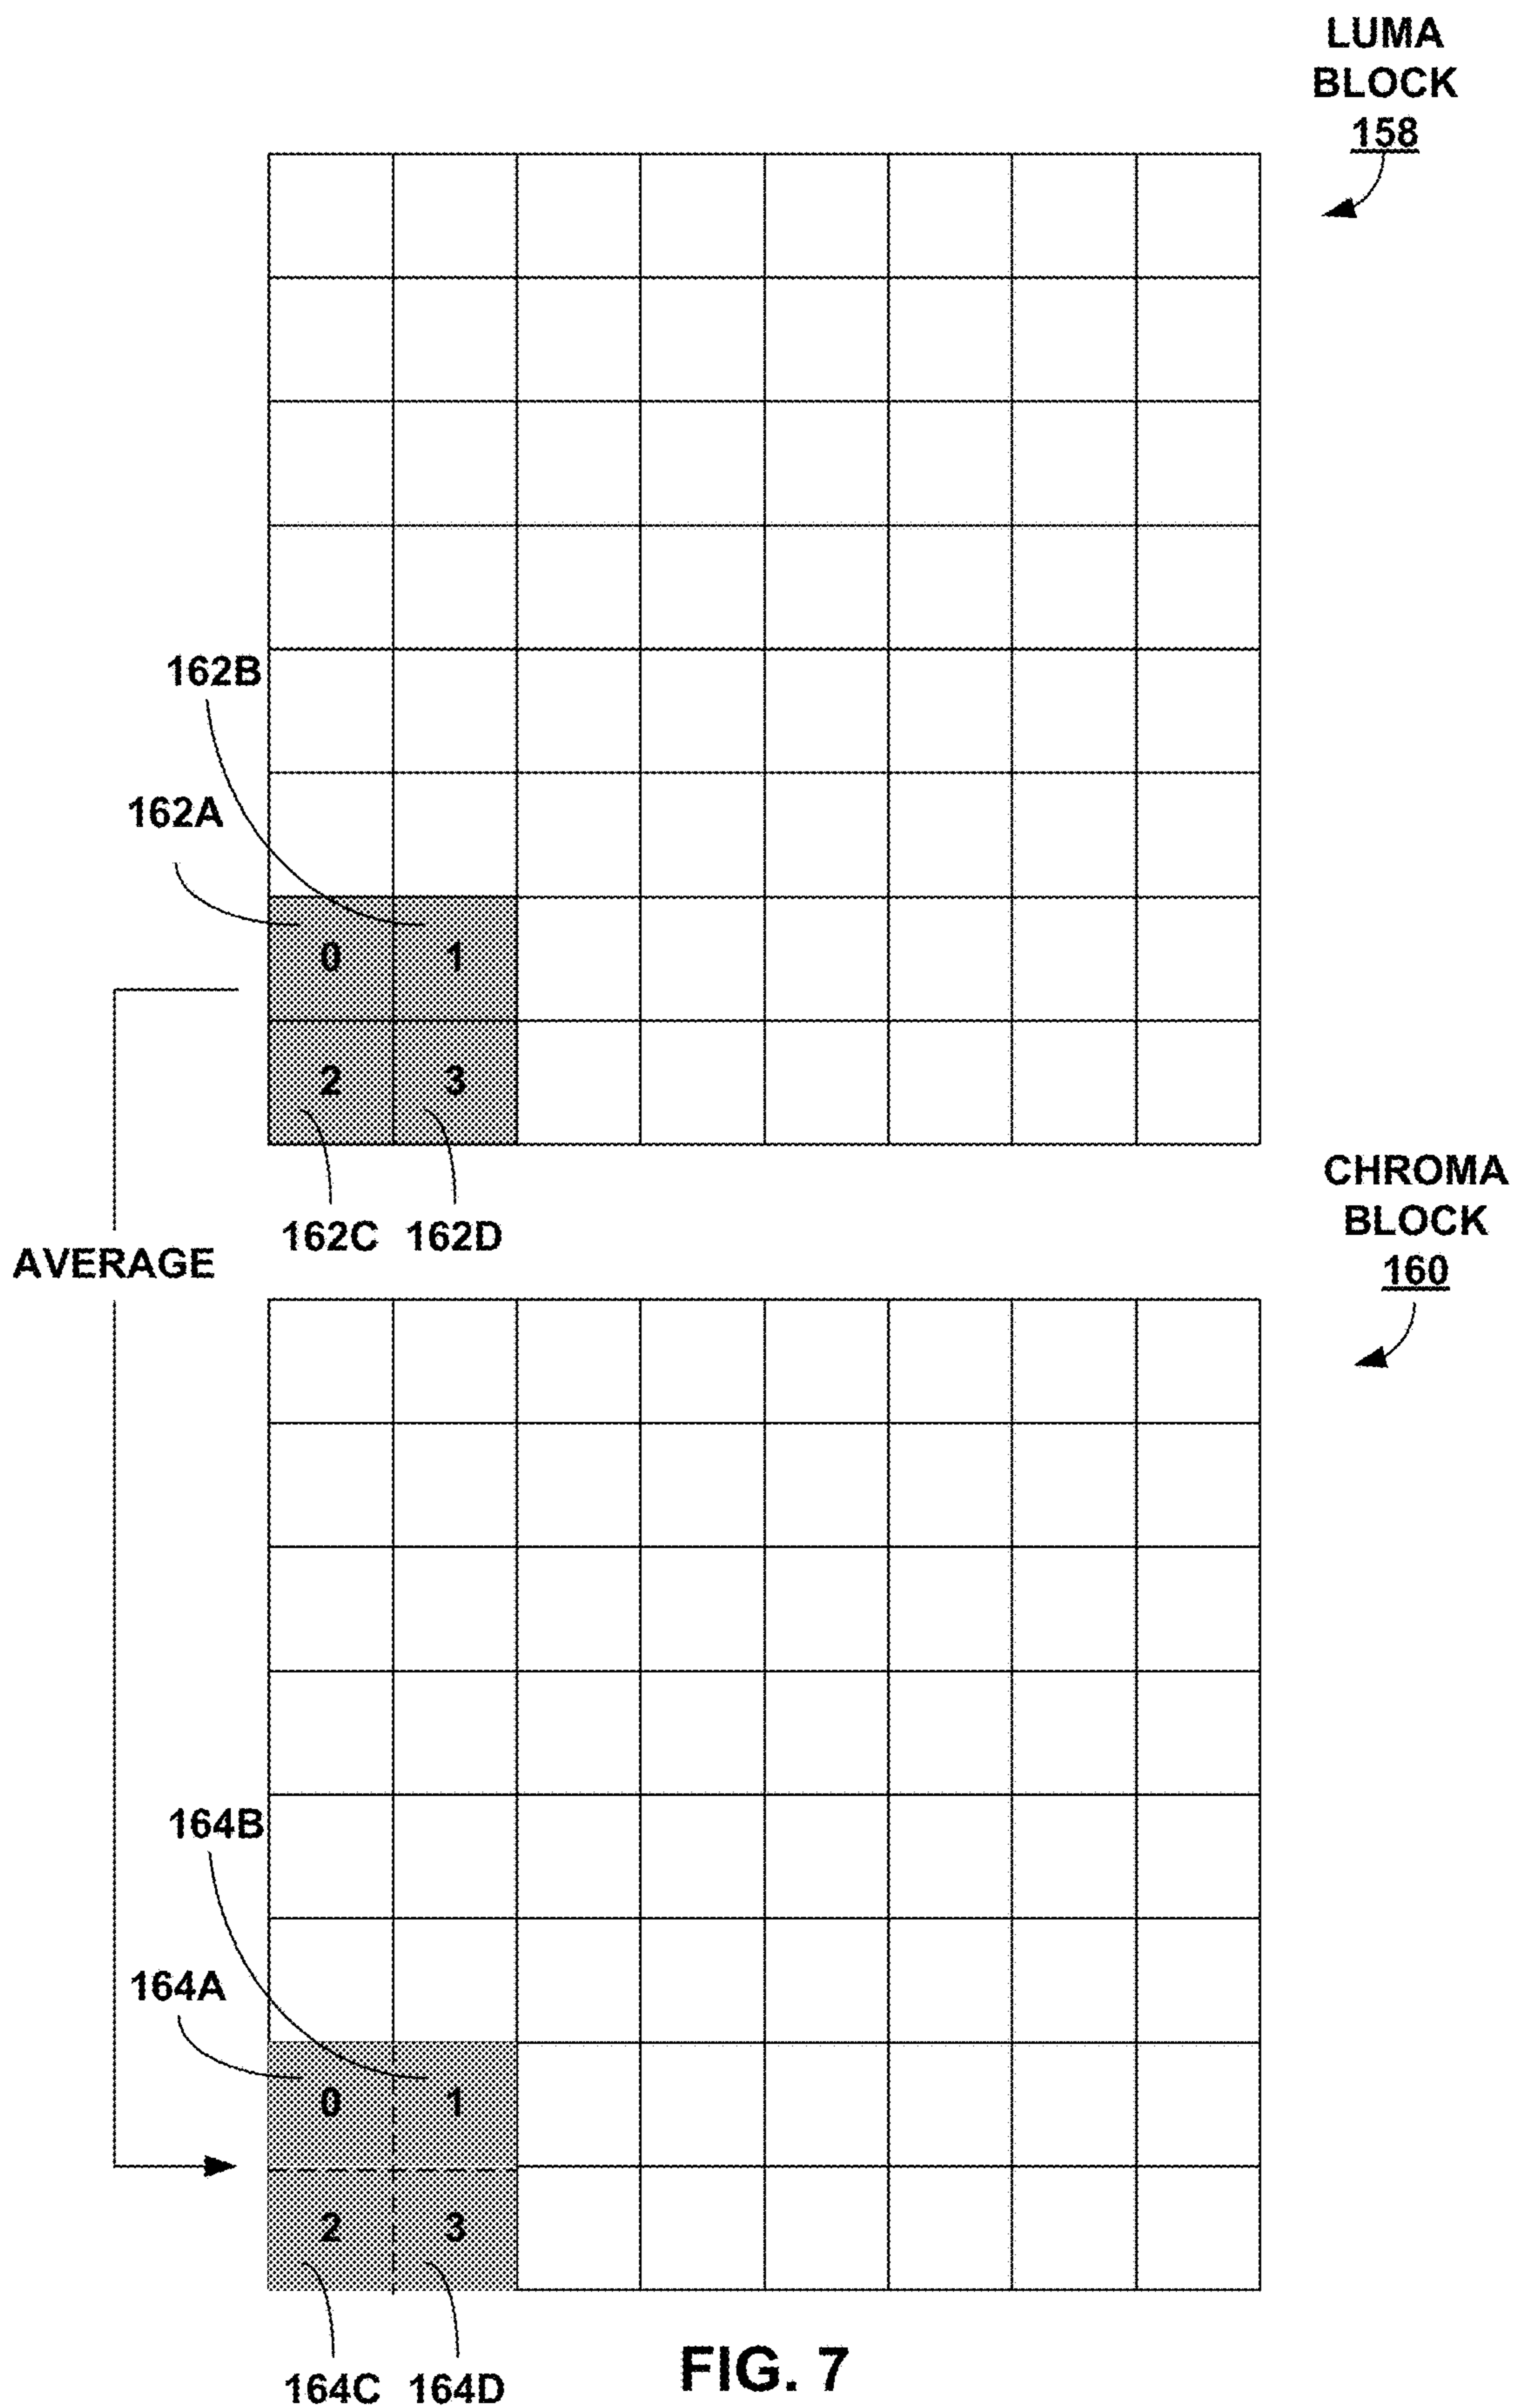 LUMA
BLOCK
158
162B
162A
0 1
2 3
162C 162D
AVERAGE
CHROMA
BLOCK
160
164B
164A
0 1
2 3
164C 164D
FIG. 7